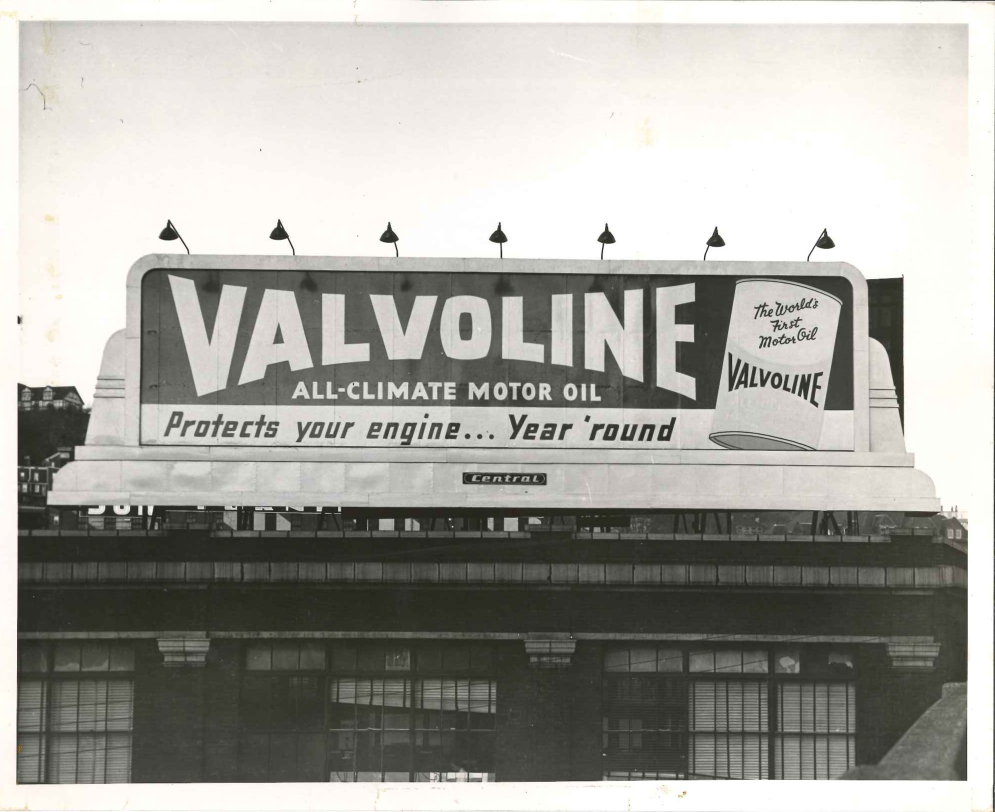 VALVOLINE
ALL-CLIMATE MOTOR OIL
Protects your engine... Year 'round
The World's
First
Motor Oil
VALVOLINE
Central